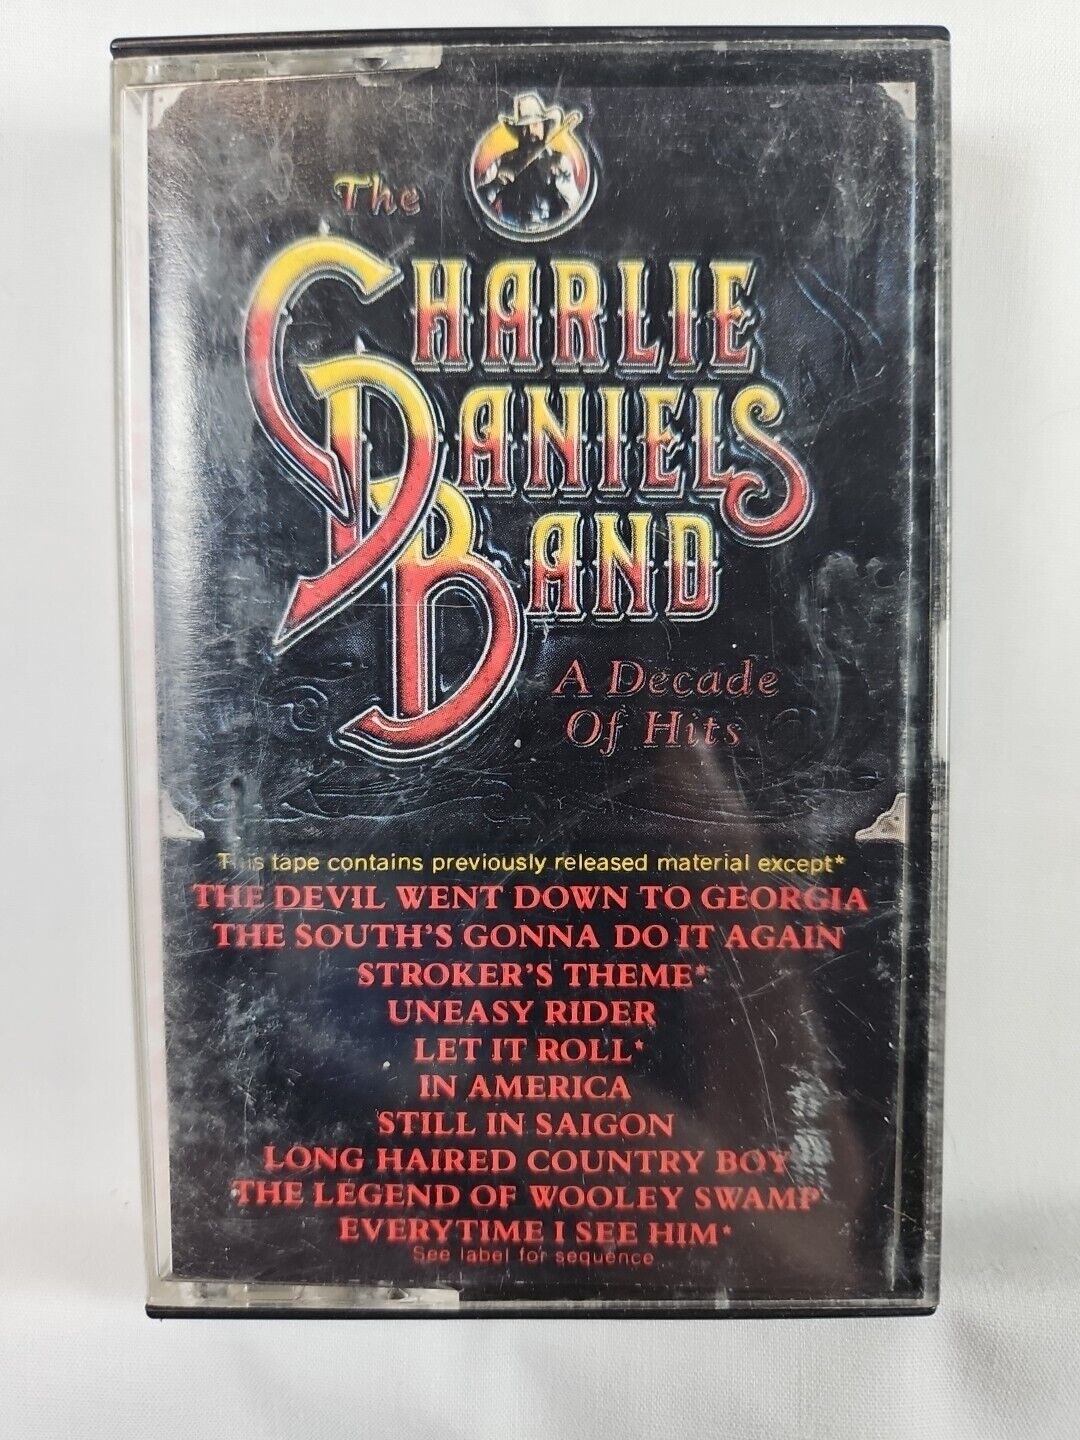 The
CHARLIE
DANIELS
BAND
A Decade
Of Hits
This tape contains previously released material except*
THE DEVIL WENT DOWN TO GEORGIA
THE SOUTH'S GONNA DO IT AGAIN
STROKER'S THEME*
UNEASY RIDER
LET IT ROLL*
IN AMERICA
STILL IN SAIGON
LONG HAIRED COUNTRY BOY
THE LEGEND OF WOOLEY SWAMP
EVERYTIME I SEE HIM*
See label for sequence